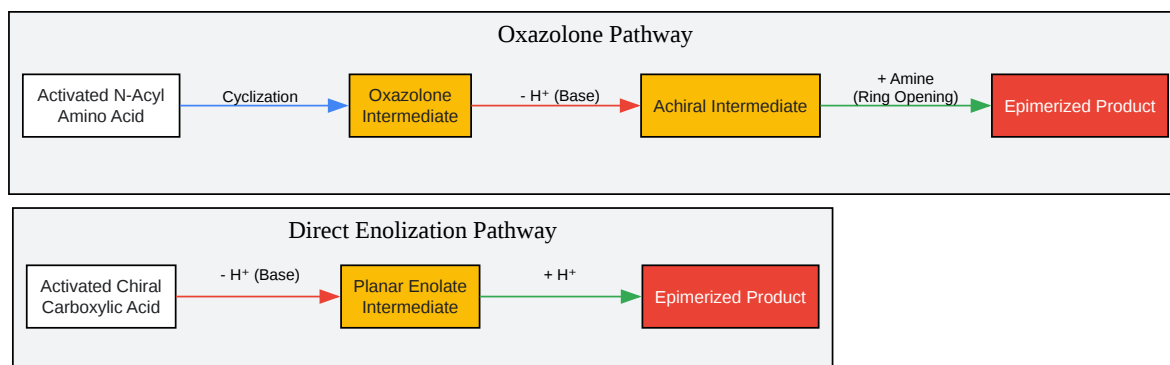 Oxazolone Pathway
Activated N-Acyl
Amino Acid
Cyclization
Oxazolone
Intermediate
- H⁺ (Base)
Achiral Intermediate
+ Amine
(Ring Opening)
Epimerized Product
Direct Enolization Pathway
Activated Chiral
Carboxylic Acid
- H⁺ (Base)
Planar Enolate
Intermediate
+ H⁺
Epimerized Product